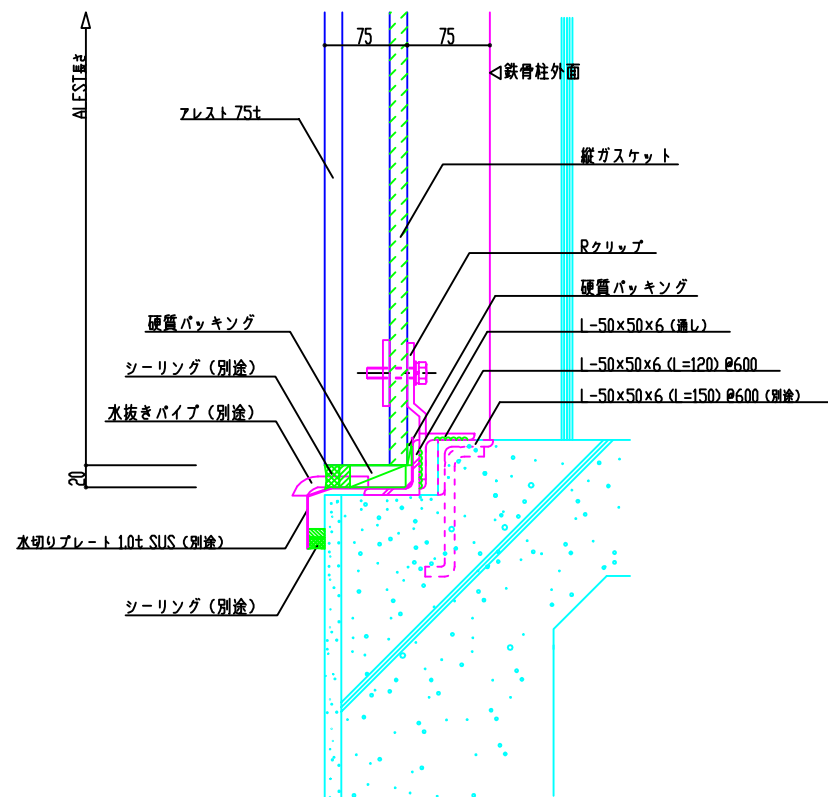 75
75
◁鉄骨柱外面
ALEST長さ
アレスト 75t
縦ガスケット
Rクリップ
硬質パッキング
硬質パッキング
L-50×50×6 (通し)
シーリング (別途)
L-50×50×6 (L=120) @600
L-50×50×6 (L=150) @600 (別途)
水抜きパイプ (別途)
20
水切りプレート 1.0t SUS (別途)
シーリング (別途)